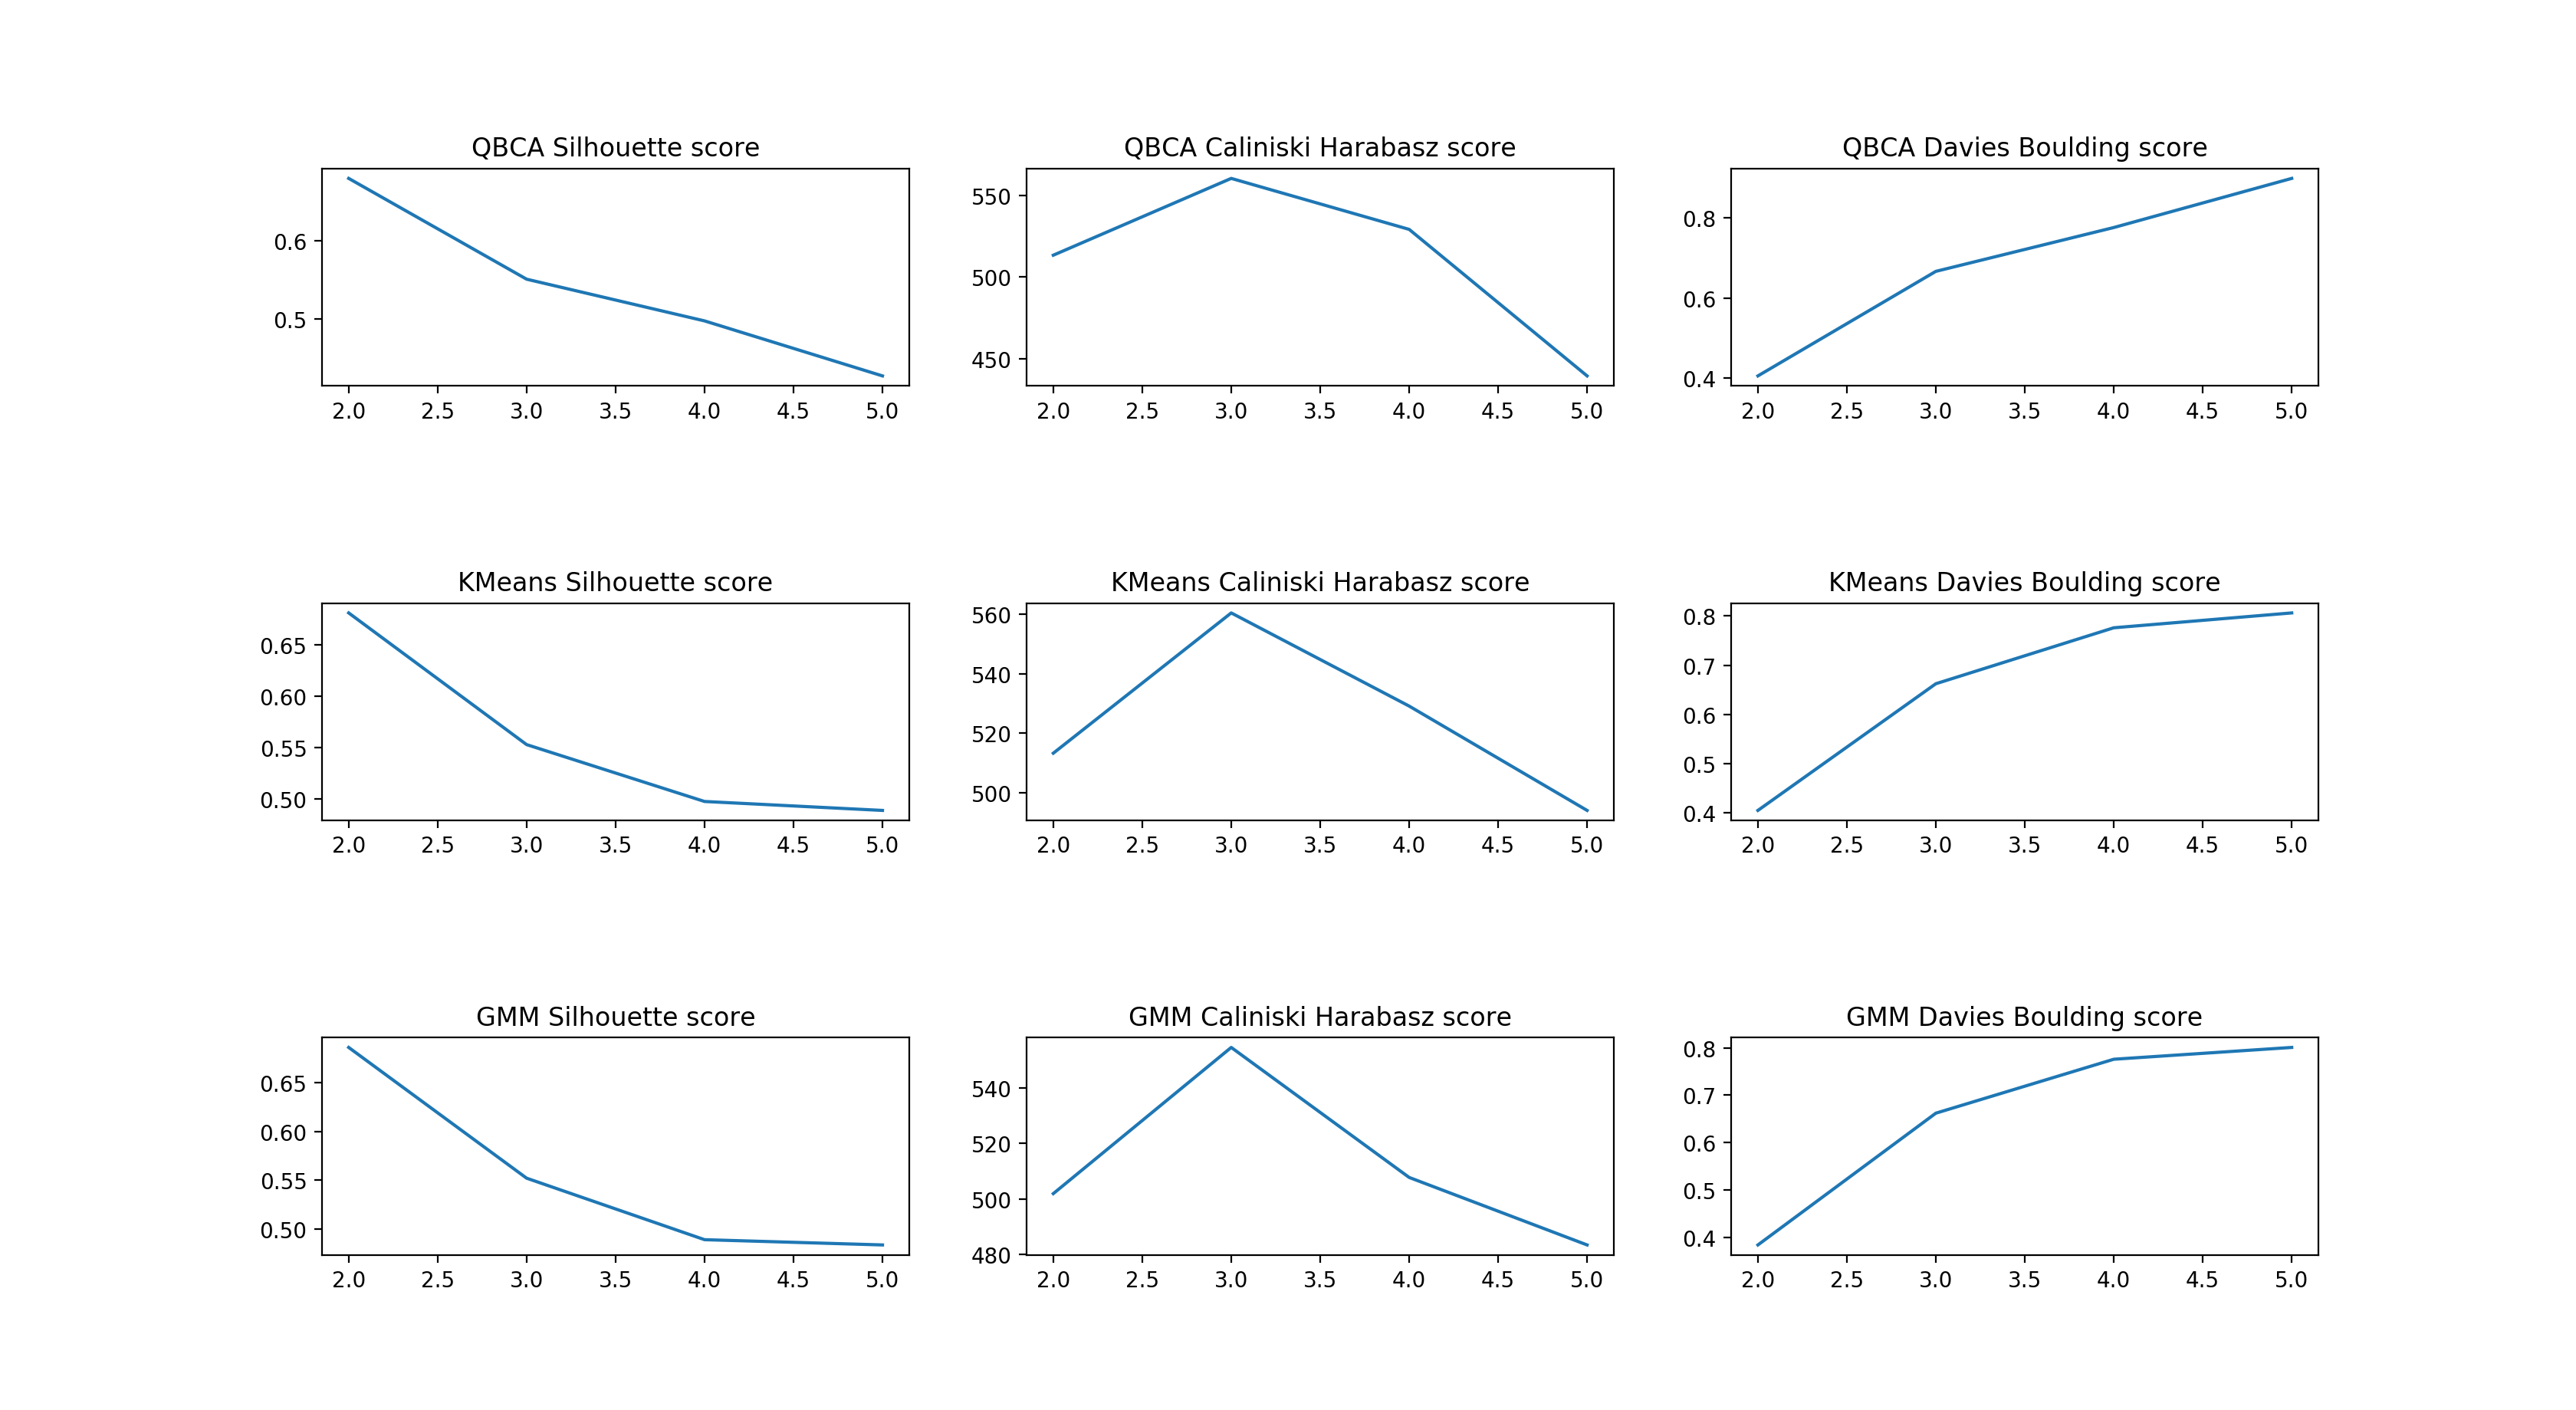 QBCA Silhouette score
QBCA Caliniski Harabasz score
QBCA Davies Boulding score
0.6
0.5
2.0 2.5 3.0 3.5 4.0 4.5 5.0
550
500
450
2.0 2.5 3.0 3.5 4.0 4.5 5.0
0.8
0.6
0.4
2.0 2.5 3.0 3.5 4.0 4.5 5.0
KMeans Silhouette score
KMeans Caliniski Harabasz score
KMeans Davies Boulding score
0.65
0.60
0.55
0.50
2.0 2.5 3.0 3.5 4.0 4.5 5.0
560
540
520
500
2.0 2.5 3.0 3.5 4.0 4.5 5.0
0.8
0.7
0.6
0.5
0.4
2.0 2.5 3.0 3.5 4.0 4.5 5.0
GMM Silhouette score
GMM Caliniski Harabasz score
GMM Davies Boulding score
0.65
0.60
0.55
0.50
2.0 2.5 3.0 3.5 4.0 4.5 5.0
540
520
500
480
2.0 2.5 3.0 3.5 4.0 4.5 5.0
0.8
0.7
0.6
0.5
0.4
2.0 2.5 3.0 3.5 4.0 4.5 5.0